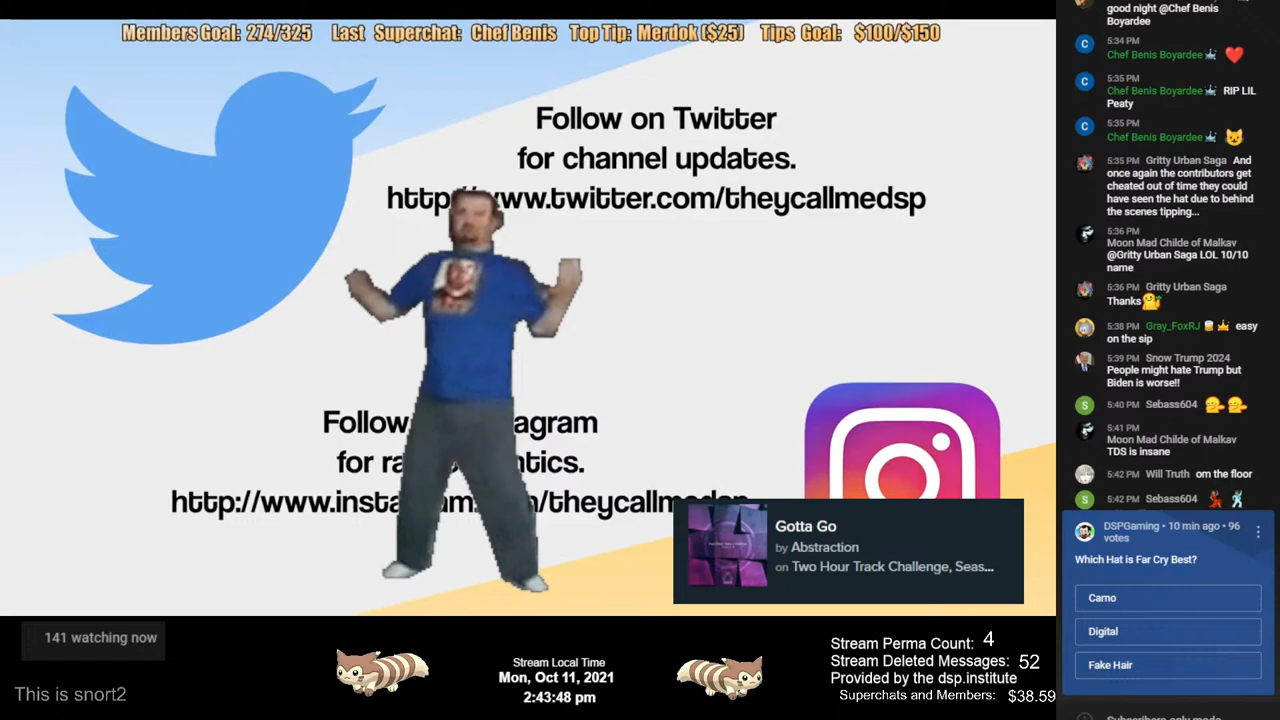 Members Goal: 274/325 Last Superchat: Chef Benis Top Tip: Merdok ($25) Tips Goal: $100/$150
Follow on Twitter
for channel updates.
http www.twitter.com/theycallmedsp
Follow agram
for ra ntics.
http://www.insta m. m/theycallmedsp
Gotta Go
by Abstraction
on Two Hour Track Challenge, Seas...
141 watching now
This is snort2
Stream Local Time
Mon, Oct 11, 2021
2:43:48 pm
Stream Perma Count: 4
Stream Deleted Messages: 52
Provided by the dsp.institute
Superchats and Members: $38.59
good night @Chef Benis
Boyardee
5:34 PM
C Chef Benis Boyardee
5:35 PM
C Chef Benis Boyardee RIP LIL
Peaty
5:35 PM
C Chef Benis Boyardee
5:35 PM Gritty Urban Saga And
once again the contributors get
cheated out of time they could
have seen the hat due to behind
the scenes tipping...
5:36 PM
Moon Mad Childe of Malkav
@Gritty Urban Saga LOL 10/10
name
5:36 PM Gritty Urban Saga
Thanks
5:38 PM Gray_FoxRJ easy
on the sip
5:39 PM Snow Trump 2024
People might hate Trump but
Biden is worse!!
S 5:40 PM Sebass604
5:41 PM
Moon Mad Childe of Malkav
TDS is insane
5:42 PM Will Truth om the floor
S 5:42 PM Sebass604
DSPGaming • 10 min ago • 96
votes
Which Hat is Far Cry Best?
Camo
Digital
Fake Hair
Subscribers-only mode